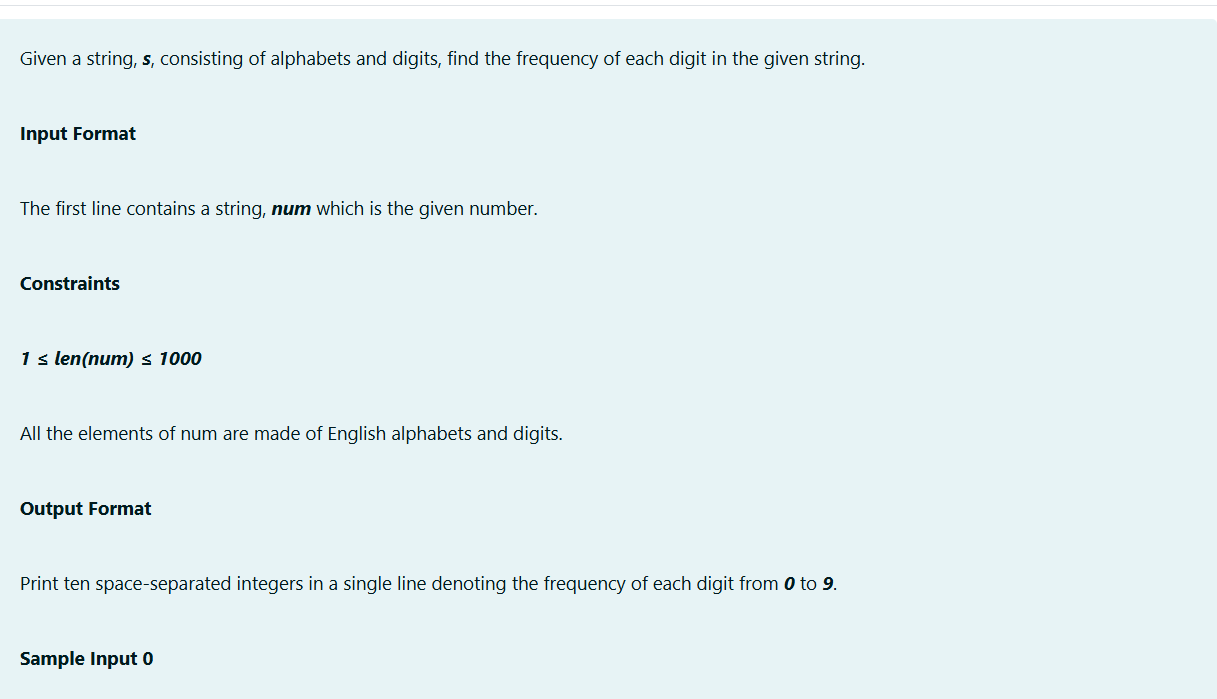 Given a string, s, consisting of alphabets and digits, find the frequency of each digit in the given string.
Input Format
The first line contains a string, num which is the given number.
Constraints
1 ≤ len(num) ≤ 1000
All the elements of num are made of English alphabets and digits.
Output Format
Print ten space-separated integers in a single line denoting the frequency of each digit from 0 to 9.
Sample Input 0